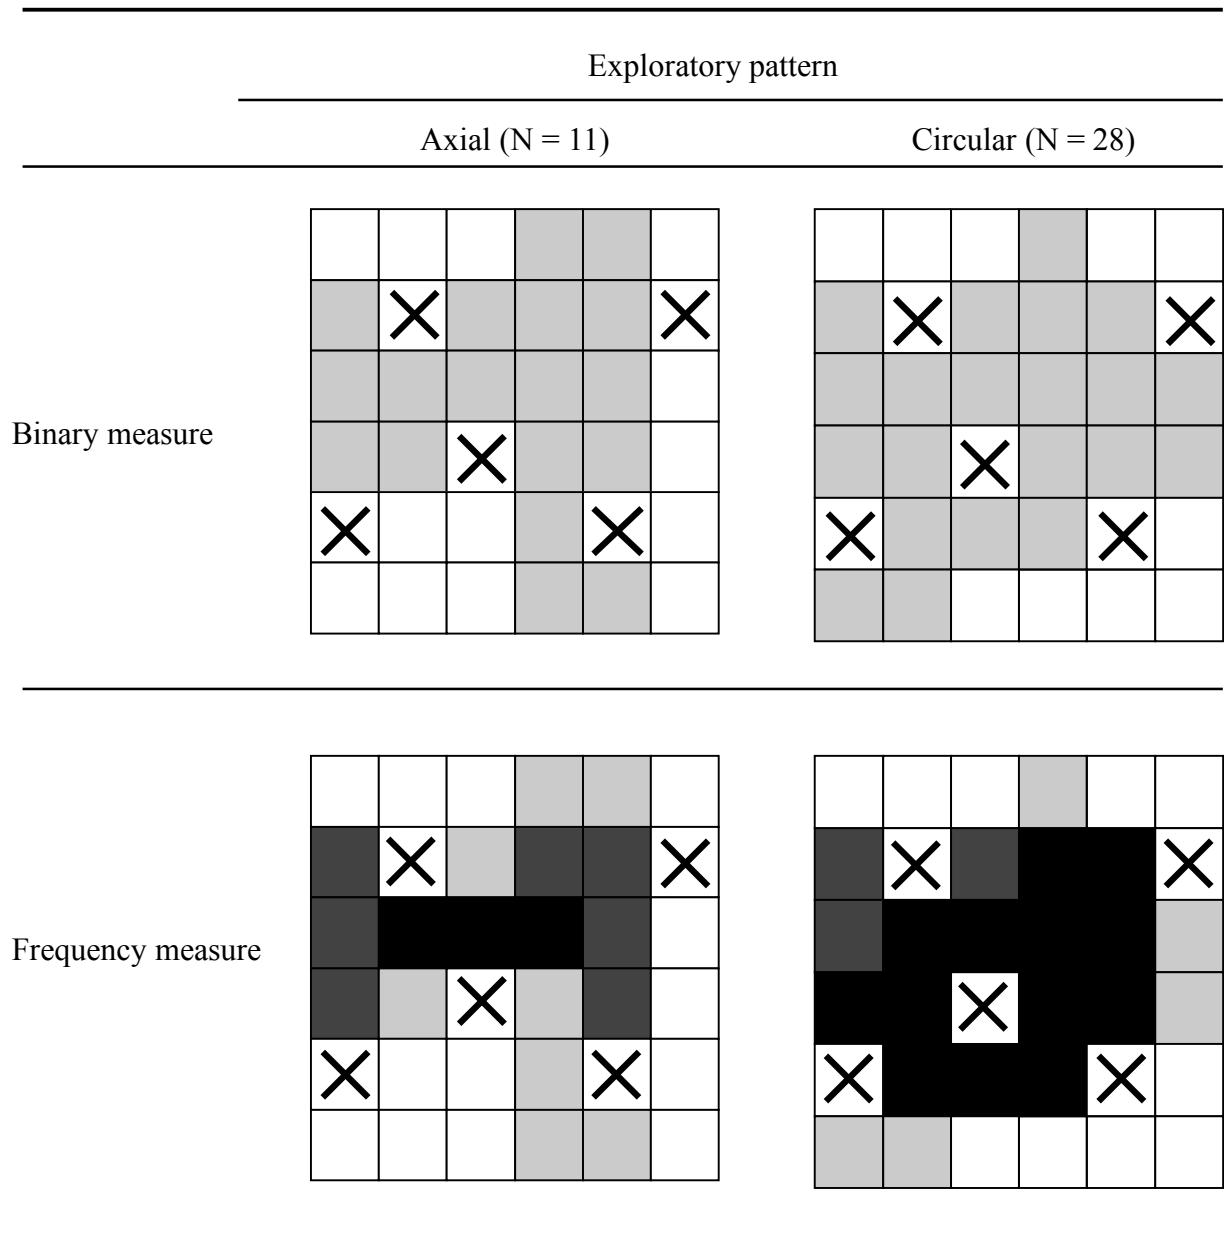 Exploratory pattern
Axial (N = 11)
Circular (N = 28)
Binary measure
Frequency measure